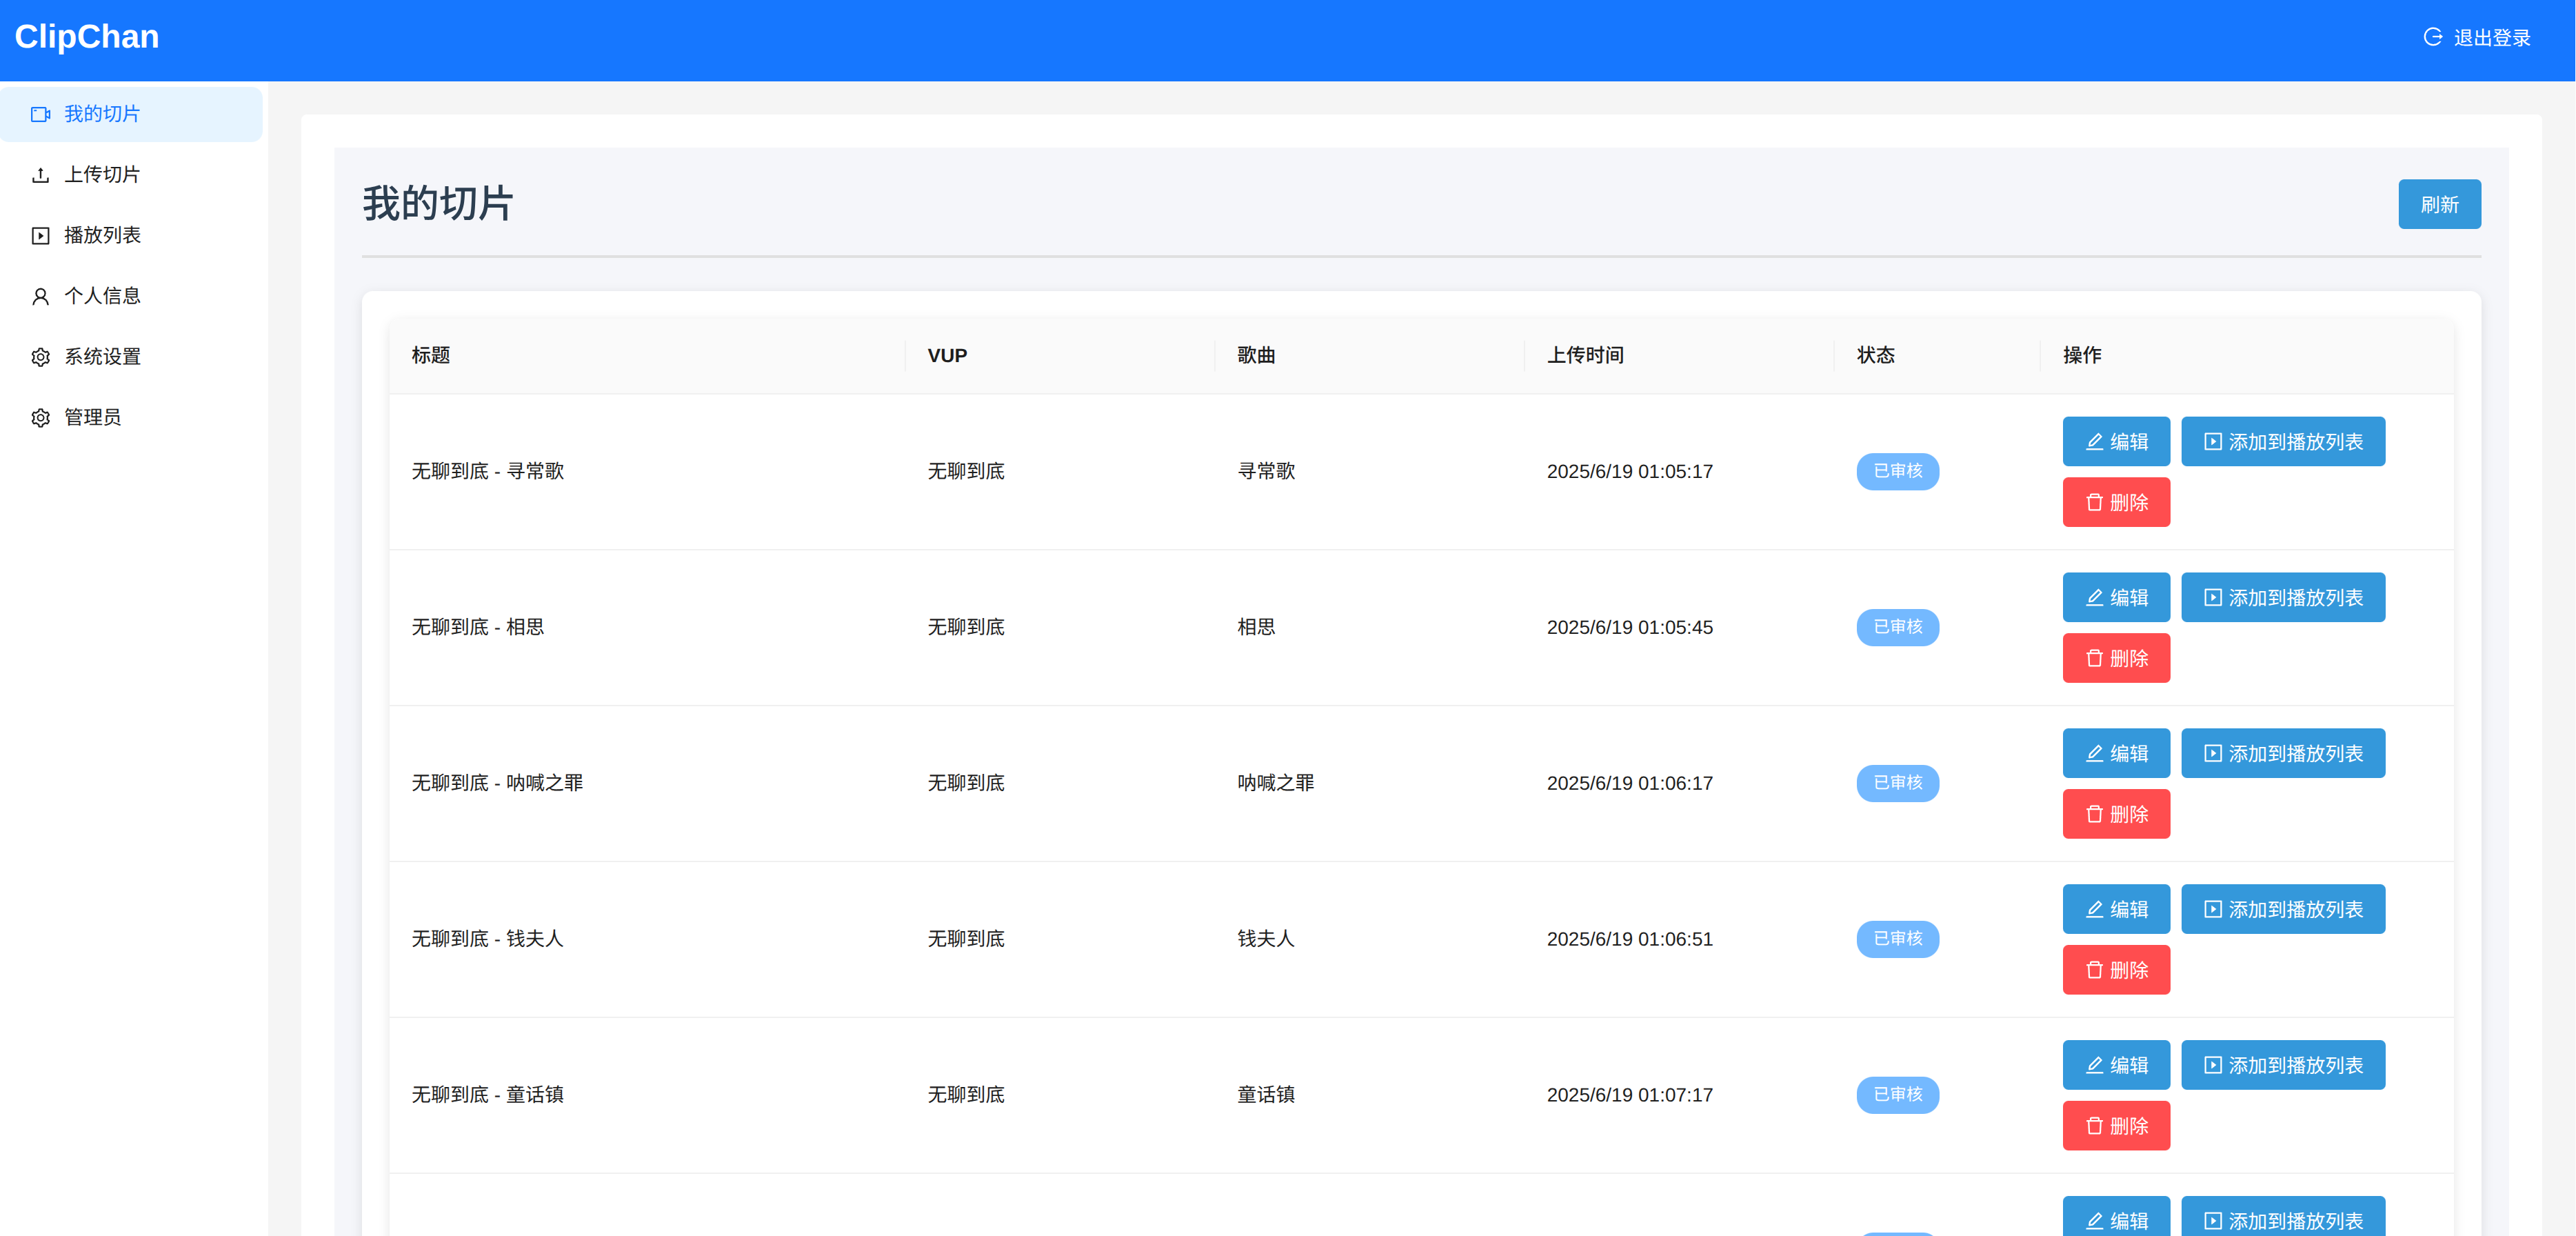 ClipChan
退出登录
我的切片
上传切片
播放列表
个人信息
系统设置
管理员
我的切片
刷新
标题 VUP 歌曲 上传时间 状态 操作
无聊到底 - 寻常歌 无聊到底 寻常歌 2025/6/19 01:05:17 已审核 编辑 添加到播放列表
删除
无聊到底 - 相思 无聊到底 相思 2025/6/19 01:05:45 已审核 编辑 添加到播放列表
删除
无聊到底 - 呐喊之罪 无聊到底 呐喊之罪 2025/6/19 01:06:17 已审核 编辑 添加到播放列表
删除
无聊到底 - 钱夫人 无聊到底 钱夫人 2025/6/19 01:06:51 已审核 编辑 添加到播放列表
删除
无聊到底 - 童话镇 无聊到底 童话镇 2025/6/19 01:07:17 已审核 编辑 添加到播放列表
删除
编辑 添加到播放列表